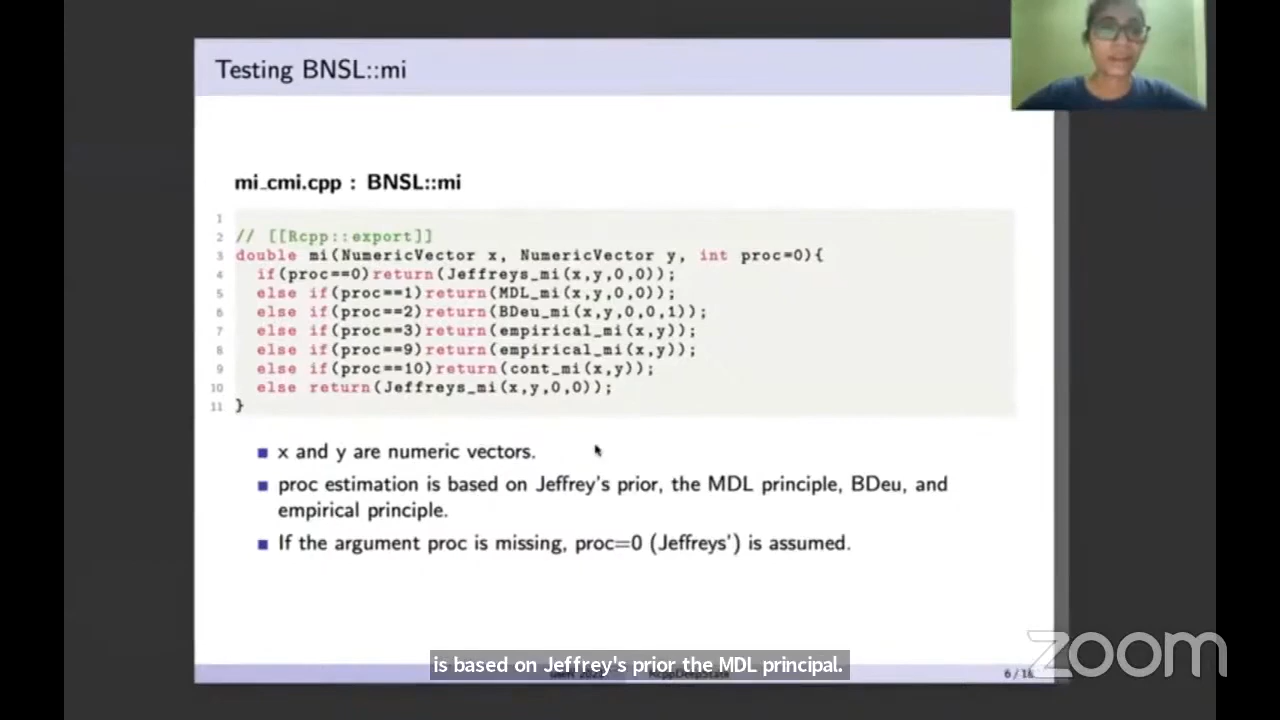 Testing BNSL::mi
mi_cmi.cpp : BNSL::mi
1
2 // [[Rcpp::export]]
3 double mi(NumericVector x, NumericVector y, int proc=0){
4 if(proc==0)return(Jeffreys_mi(x,y,0,0));
5 else if(proc==1)return(MDL_mi(x,y,0,0));
6 else if(proc==2)return(BDeu_mi(x,y,0,0,1));
7 else if(proc==3)return(empirical_mi(x,y));
8 else if(proc==9)return(empirical_mi(x,y));
9 else if(proc==10)return(cont_mi(x,y));
10 else return(Jeffreys_mi(x,y,0,0));
11 }
x and y are numeric vectors.
proc estimation is based on Jeffrey's prior, the MDL principle, BDeu, and
empirical principle.
If the argument proc is missing, proc=0 (Jeffreys') is assumed.
is based on Jeffrey's prior the MDL principal.
RcppDeepState
zoom